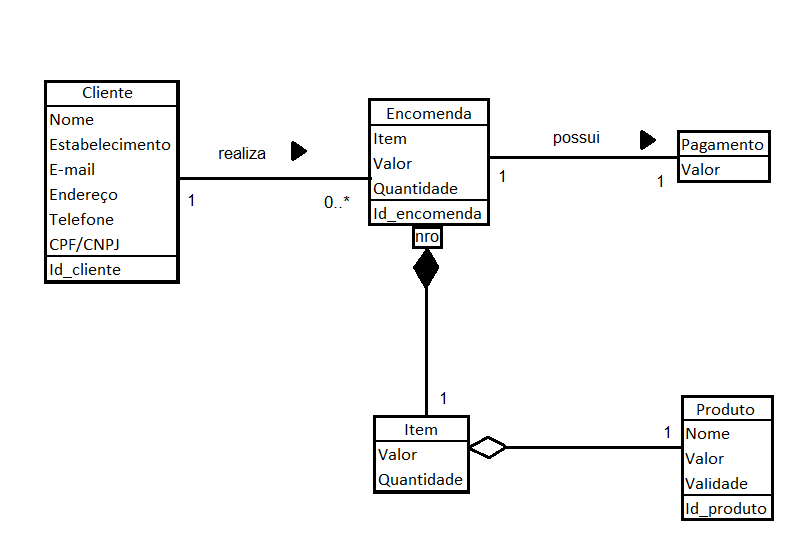 Cliente
Nome
Estabelecimento
E-mail
Endereço
Telefone
CPF/CNPJ
Id_cliente
realiza
1
0..*
Encomenda
Item
Valor
Quantidade
Id_encomenda
nro
possui
1
1
Pagamento
Valor
1
Item
Valor
Quantidade
1
Produto
Nome
Valor
Validade
Id_produto